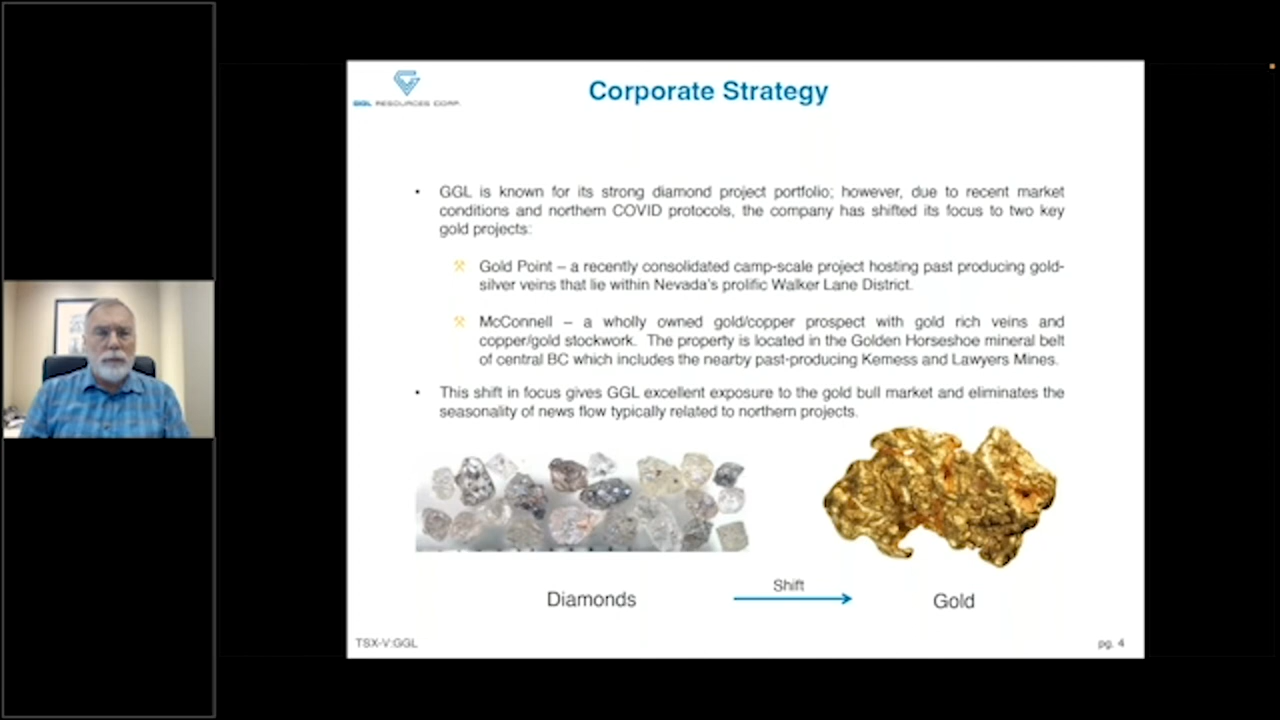 GGL RESOURCES CORP.
Corporate Strategy
• GGL is known for its strong diamond project portfolio; however, due to recent market
conditions and northern COVID protocols, the company has shifted its focus to two key
gold projects:
Gold Point – a recently consolidated camp-scale project hosting past producing gold-
silver veins that lie within Nevada's prolific Walker Lane District.
McConnell – a wholly owned gold/copper prospect with gold rich veins and
copper/gold stockwork. The property is located in the Golden Horseshoe mineral belt
of central BC which includes the nearby past-producing Kemess and Lawyers Mines.
• This shift in focus gives GGL excellent exposure to the gold bull market and eliminates the
seasonality of news flow typically related to northern projects.
Shift
Diamonds
Gold
TSX-V:GGL
pg. 4